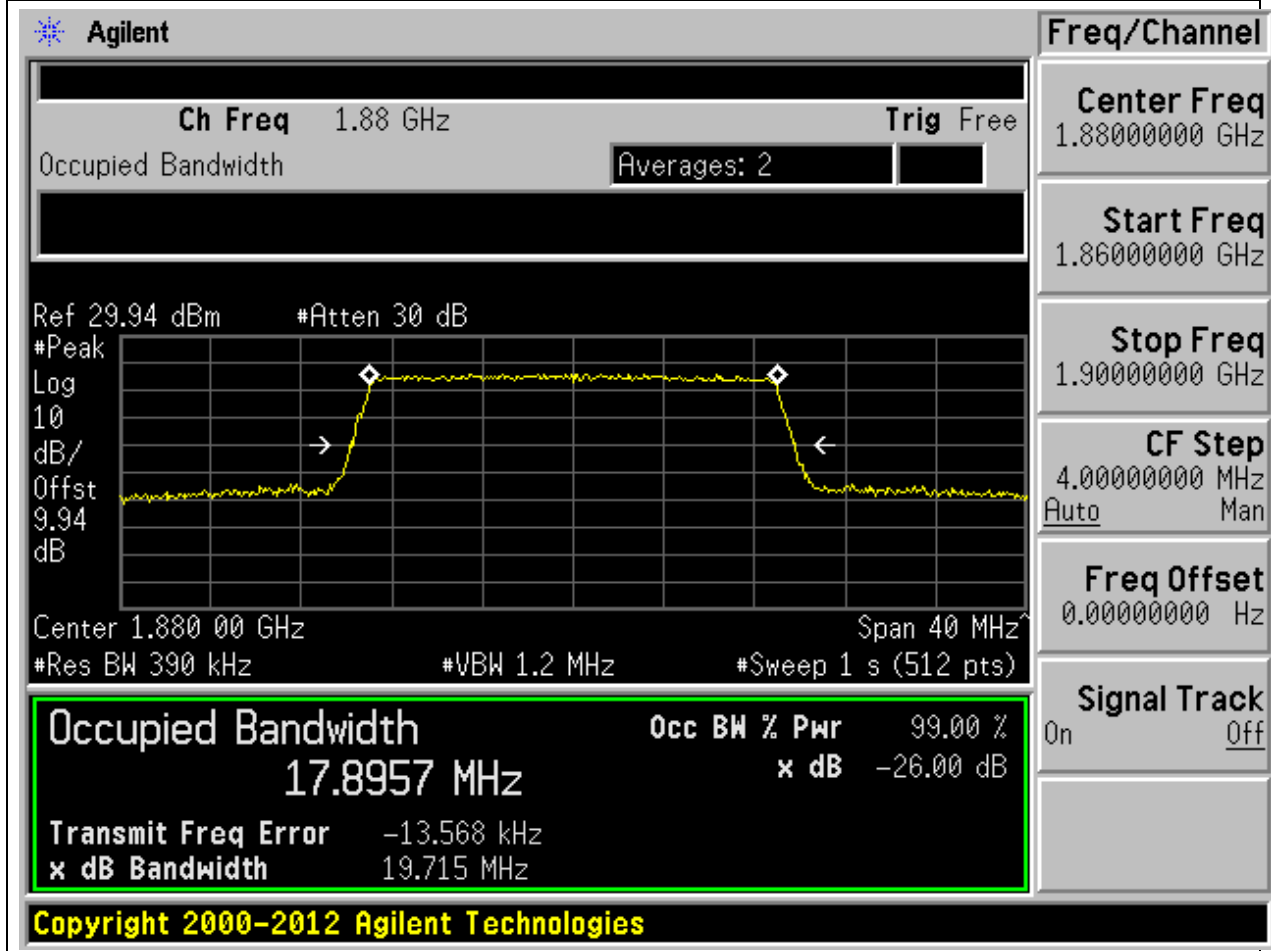 Agilent
Freq/Channel
Ch Freq 1.88 GHz Trig Free
Occupied Bandwidth Averages: 2
Ref 29.94 dBm #Atten 30 dB
#Peak
Log
10
dB/
Offst
9.94
dB
Center 1.880 00 GHz Span 40 MHz^
#Res BW 390 kHz #VBW 1.2 MHz #Sweep 1 s (512 pts)
Occupied Bandwidth
17.8957 MHz
Occ BW % Pwr 99.00 %
x dB -26.00 dB
Transmit Freq Error -13.568 kHz
x dB Bandwidth 19.715 MHz
Center Freq
1.88000000 GHz
Start Freq
1.86000000 GHz
Stop Freq
1.90000000 GHz
CF Step
4.00000000 MHz
Auto Man
Freq Offset
0.00000000 Hz
Signal Track
On Off
Copyright 2000-2012 Agilent Technologies